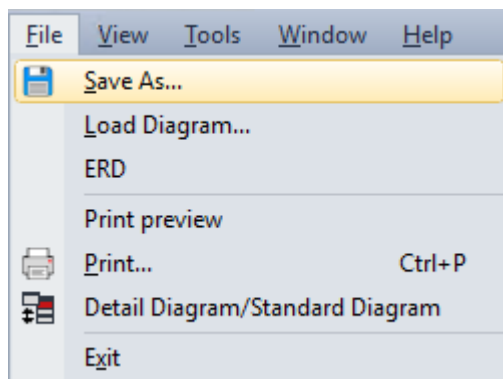 File View Tools Window Help
Save As...
Load Diagram...
ERD
Print preview
Print... Ctrl+P
Detail Diagram/Standard Diagram
Exit